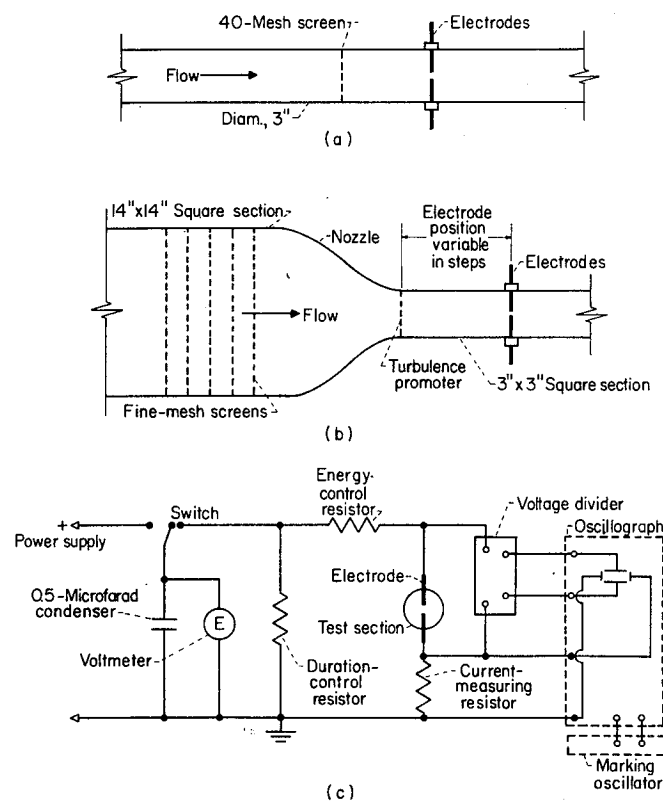 40-Mesh screen
Electrodes
Flow
Diam., 3"
(a)
14"x14" Square section
Nozzle
Electrode
position
variable
in steps
Electrodes
Flow
Turbulence
promoter
3"x 3" Square section
Fine-mesh screens
(b)
Energy-
control
resistor
Switch
Voltage divider
Oscillograph
+
Power supply
Electrode
0.5-Microfarad
condenser
E
Test section
Voltmeter
Duration-
control
resistor
Current-
measuring
resistor
Marking
oscillator
(c)